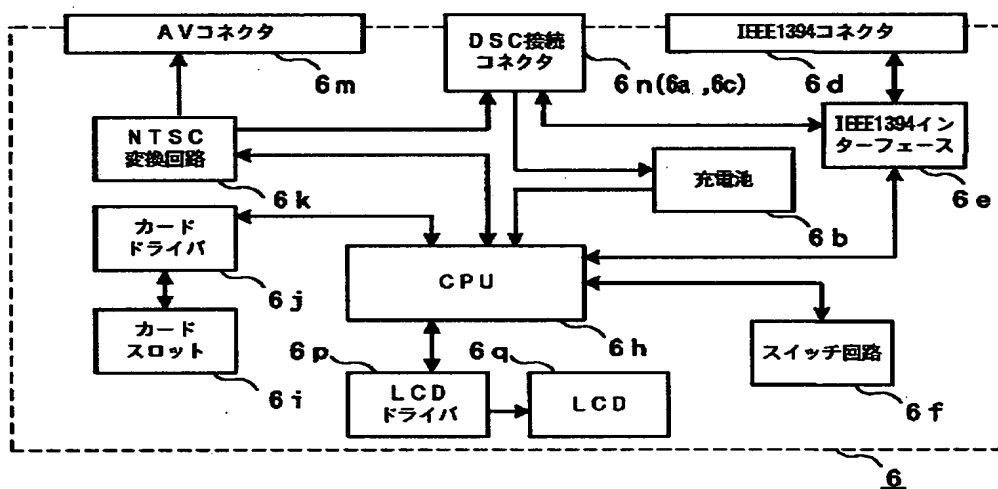 AVコネクタ
6m
DSC接続
コネクタ
6n(6a ,6c)
IEEE1394コネクタ
6d
NTSC
変換回路
6k
IEEE1394イン
ターフェース
6e
充電池
6b
カード
ドライバ
6j
CPU
6h
カード
スロット
6i
スイッチ回路
6f
6p
LCD
ドライバ
6q
LCD
6